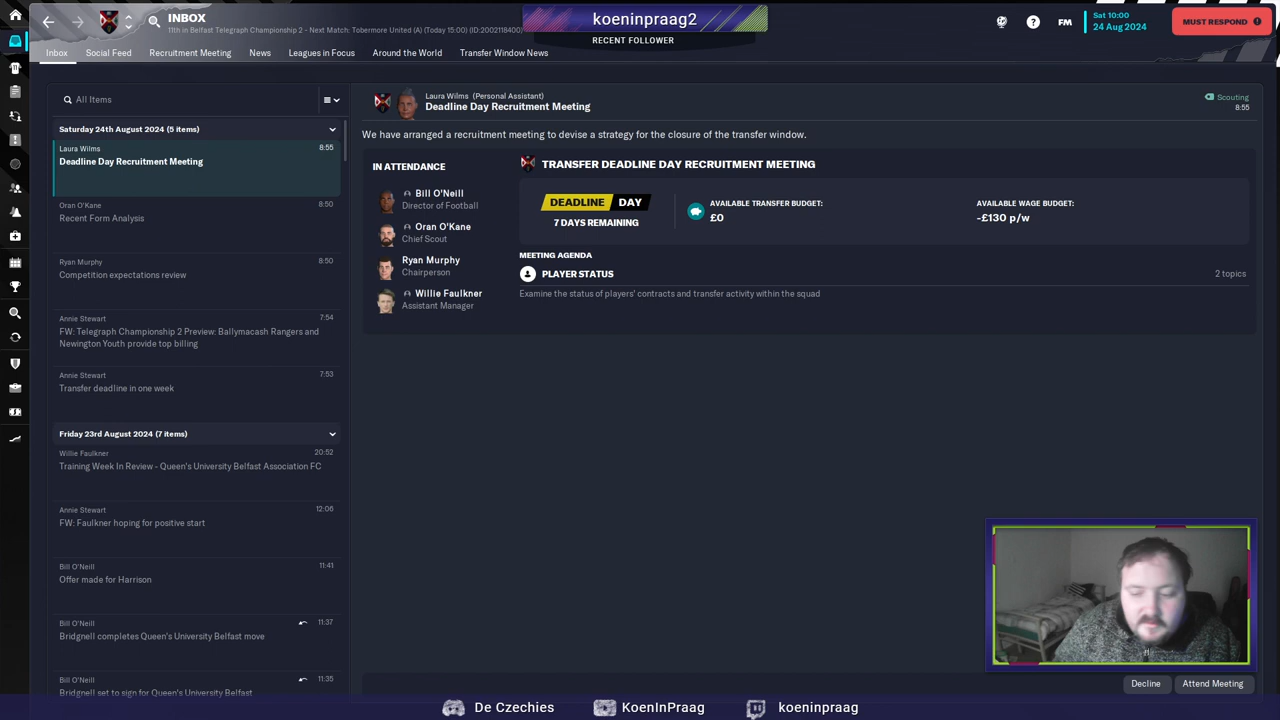 INBOX
11th in Belfast Telegraph Championship 2 - Next Match: Tobermore United (A) (Today 15:00) (ID:2002118400)
koeninpraag2
RECENT FOLLOWER
FM
Sat 10:00
24 Aug 2024
MUST RESPOND
Inbox
Social Feed
Recruitment Meeting
News
Leagues in Focus
Around the World
Transfer Window News
All Items
Saturday 24th August 2024 (5 items)
Laura Wilms 8:55
Deadline Day Recruitment Meeting
Oran O'Kane 8:50
Recent Form Analysis
Ryan Murphy 8:50
Competition expectations review
Annie Stewart 7:54
FW: Telegraph Championship 2 Preview: Ballymacash Rangers and
Newington Youth provide top billing
Annie Stewart 7:53
Transfer deadline in one week
Friday 23rd August 2024 (7 items)
Willie Faulkner 20:52
Training Week In Review - Queen's University Belfast Association FC
Annie Stewart 12:06
FW: Faulkner hoping for positive start
Bill O'Neill 11:41
Offer made for Harrison
Bill O'Neill 11:37
Bridgnell completes Queen's University Belfast move
Bill O'Neill 11:35
Bridgnell set to sign for Queen's University Belfast
Laura Wilms (Personal Assistant)
Deadline Day Recruitment Meeting
Scouting
8:55
We have arranged a recruitment meeting to devise a strategy for the closure of the transfer window.
IN ATTENDANCE
Bill O'Neill
Director of Football
Oran O'Kane
Chief Scout
Ryan Murphy
Chairperson
Willie Faulkner
Assistant Manager
TRANSFER DEADLINE DAY RECRUITMENT MEETING
DEADLINE DAY
7 DAYS REMAINING
AVAILABLE TRANSFER BUDGET:
£0
AVAILABLE WAGE BUDGET:
-£130 p/w
MEETING AGENDA
PLAYER STATUS 2 topics
Examine the status of players' contracts and transfer activity within the squad
Decline
Attend Meeting
De Czechies
KoenInPraag
koeninpraag